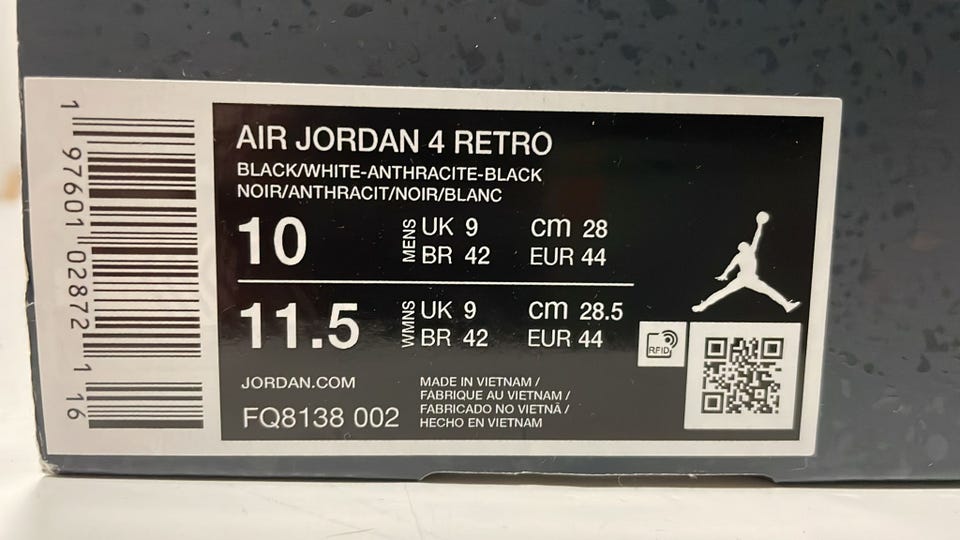 AIR JORDAN 4 RETRO
BLACK/WHITE-ANTHRACITE-BLACK
NOIR/ANTHRACIT/NOIR/BLANC
10 MENS UK 9 cm 28
BR 42 EUR 44
11.5 WMNS UK 9 cm 28.5
BR 42 EUR 44
RFID
JORDAN.COM
FQ8138 002
MADE IN VIETNAM /
FABRIQUE AU VIETNAM /
FABRICADO NO VIETNÃ /
HECHO EN VIETNAM
1 97601 02872 1 16